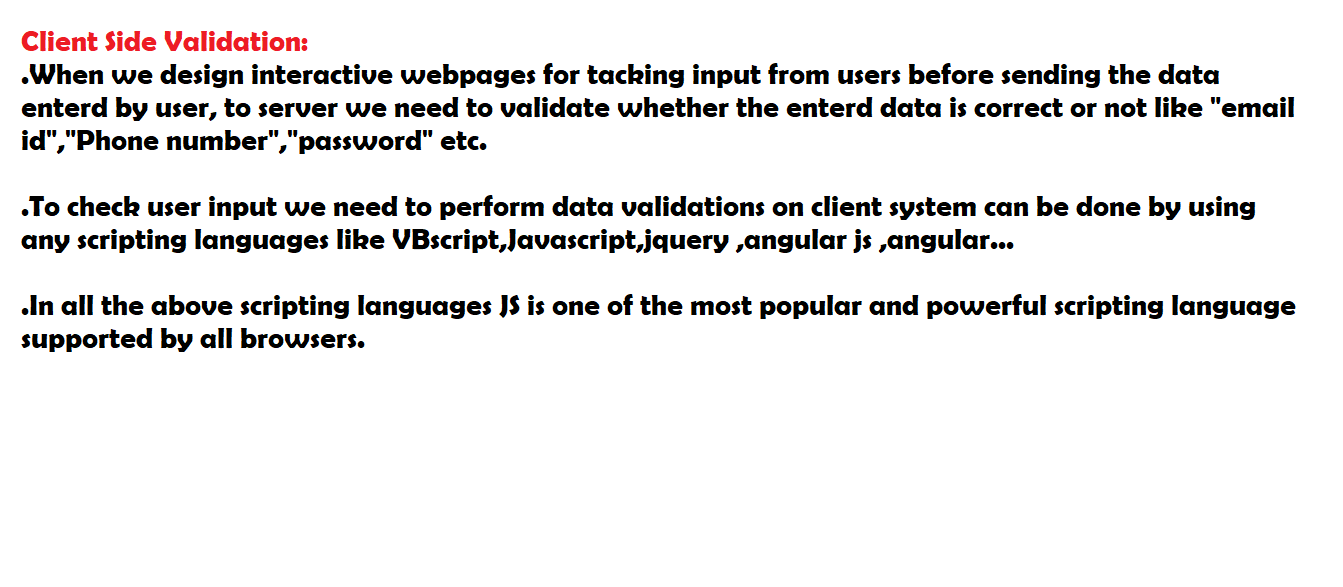 Client Side Validation:
.When we design interactive webpages for tacking input from users before sending the data
enterd by user, to server we need to validate whether the enterd data is correct or not like "email
id","Phone number","password" etc.
.To check user input we need to perform data validations on client system can be done by using
any scripting languages like VBscript,Javascript,jquery ,angular js ,angular...
.In all the above scripting languages JS is one of the most popular and powerful scripting language
supported by all browsers.